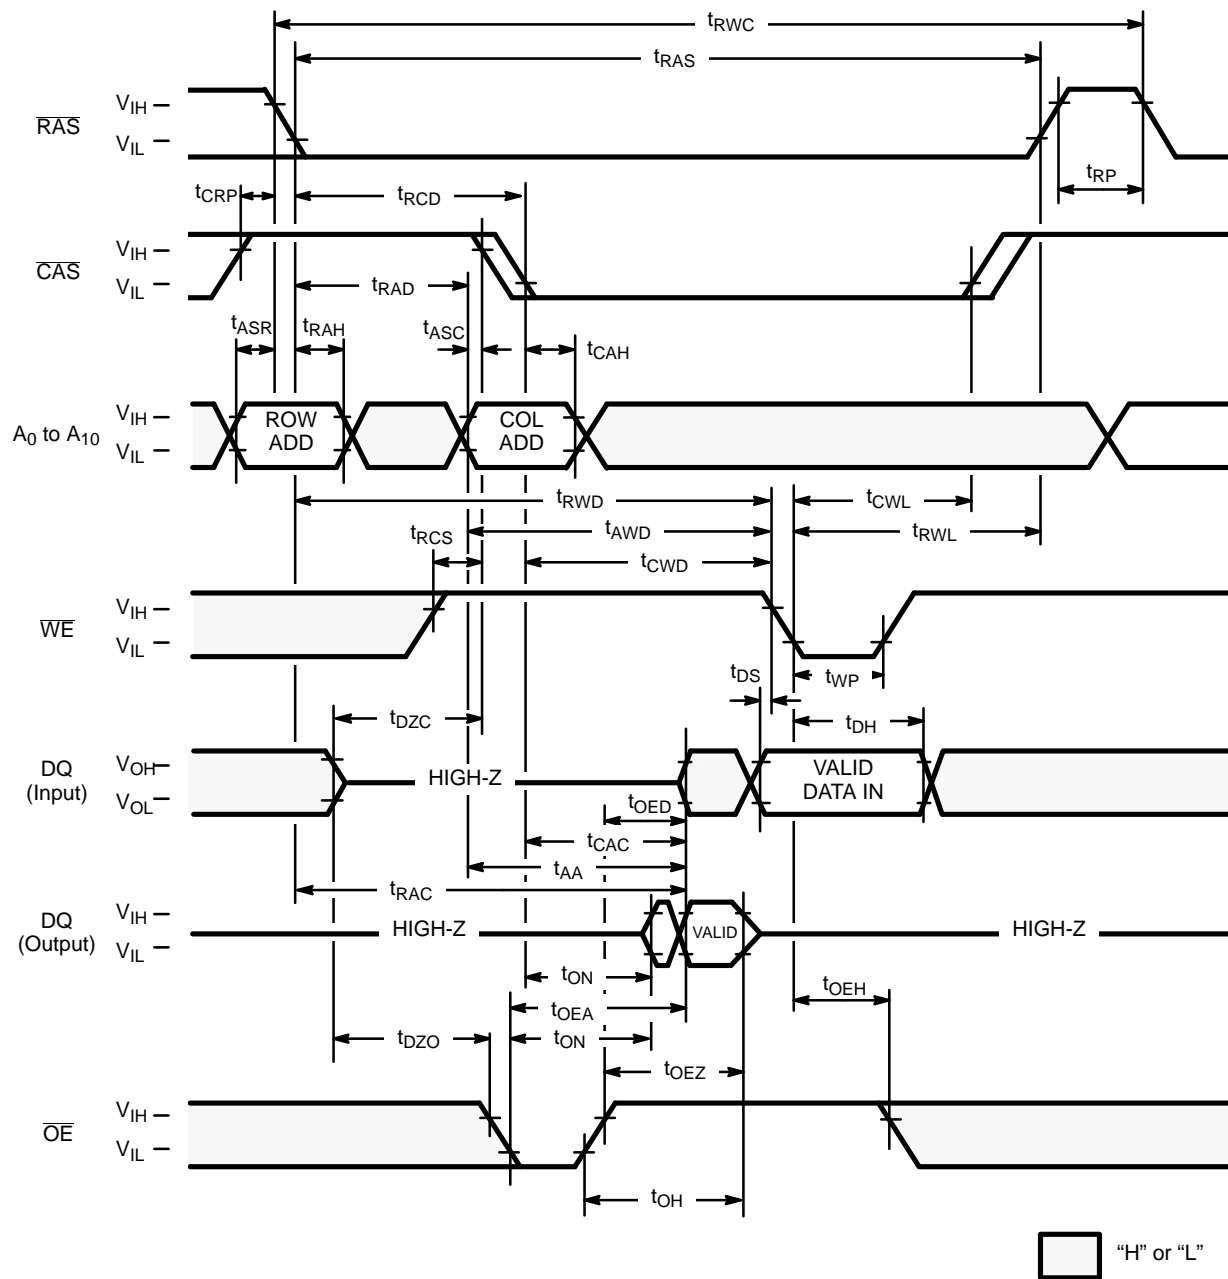 tRWC
tRAS
RAS
VIH
VIL
tCRP
tRCD
tRP
CAS
VIH
VIL
tRAD
tASR
tRAH
tASC
tCAH
A0 to A10
VIH
VIL
ROW
ADD
COL
ADD
tRWD
tCWL
tRCS
tAWD
tRWL
tCWD
WE
VIH
VIL
tDS
tWP
tDZC
tDH
DQ
(Input)
VOH
VOL
HIGH-Z
VALID
DATA IN
tOED
tCAC
tAA
tRAC
DQ
(Output)
VIH
VIL
HIGH-Z
VALID
HIGH-Z
tON
tOEH
tOEA
tDZO
tON
tOEZ
OE
VIH
VIL
tOH
“H” or “L”